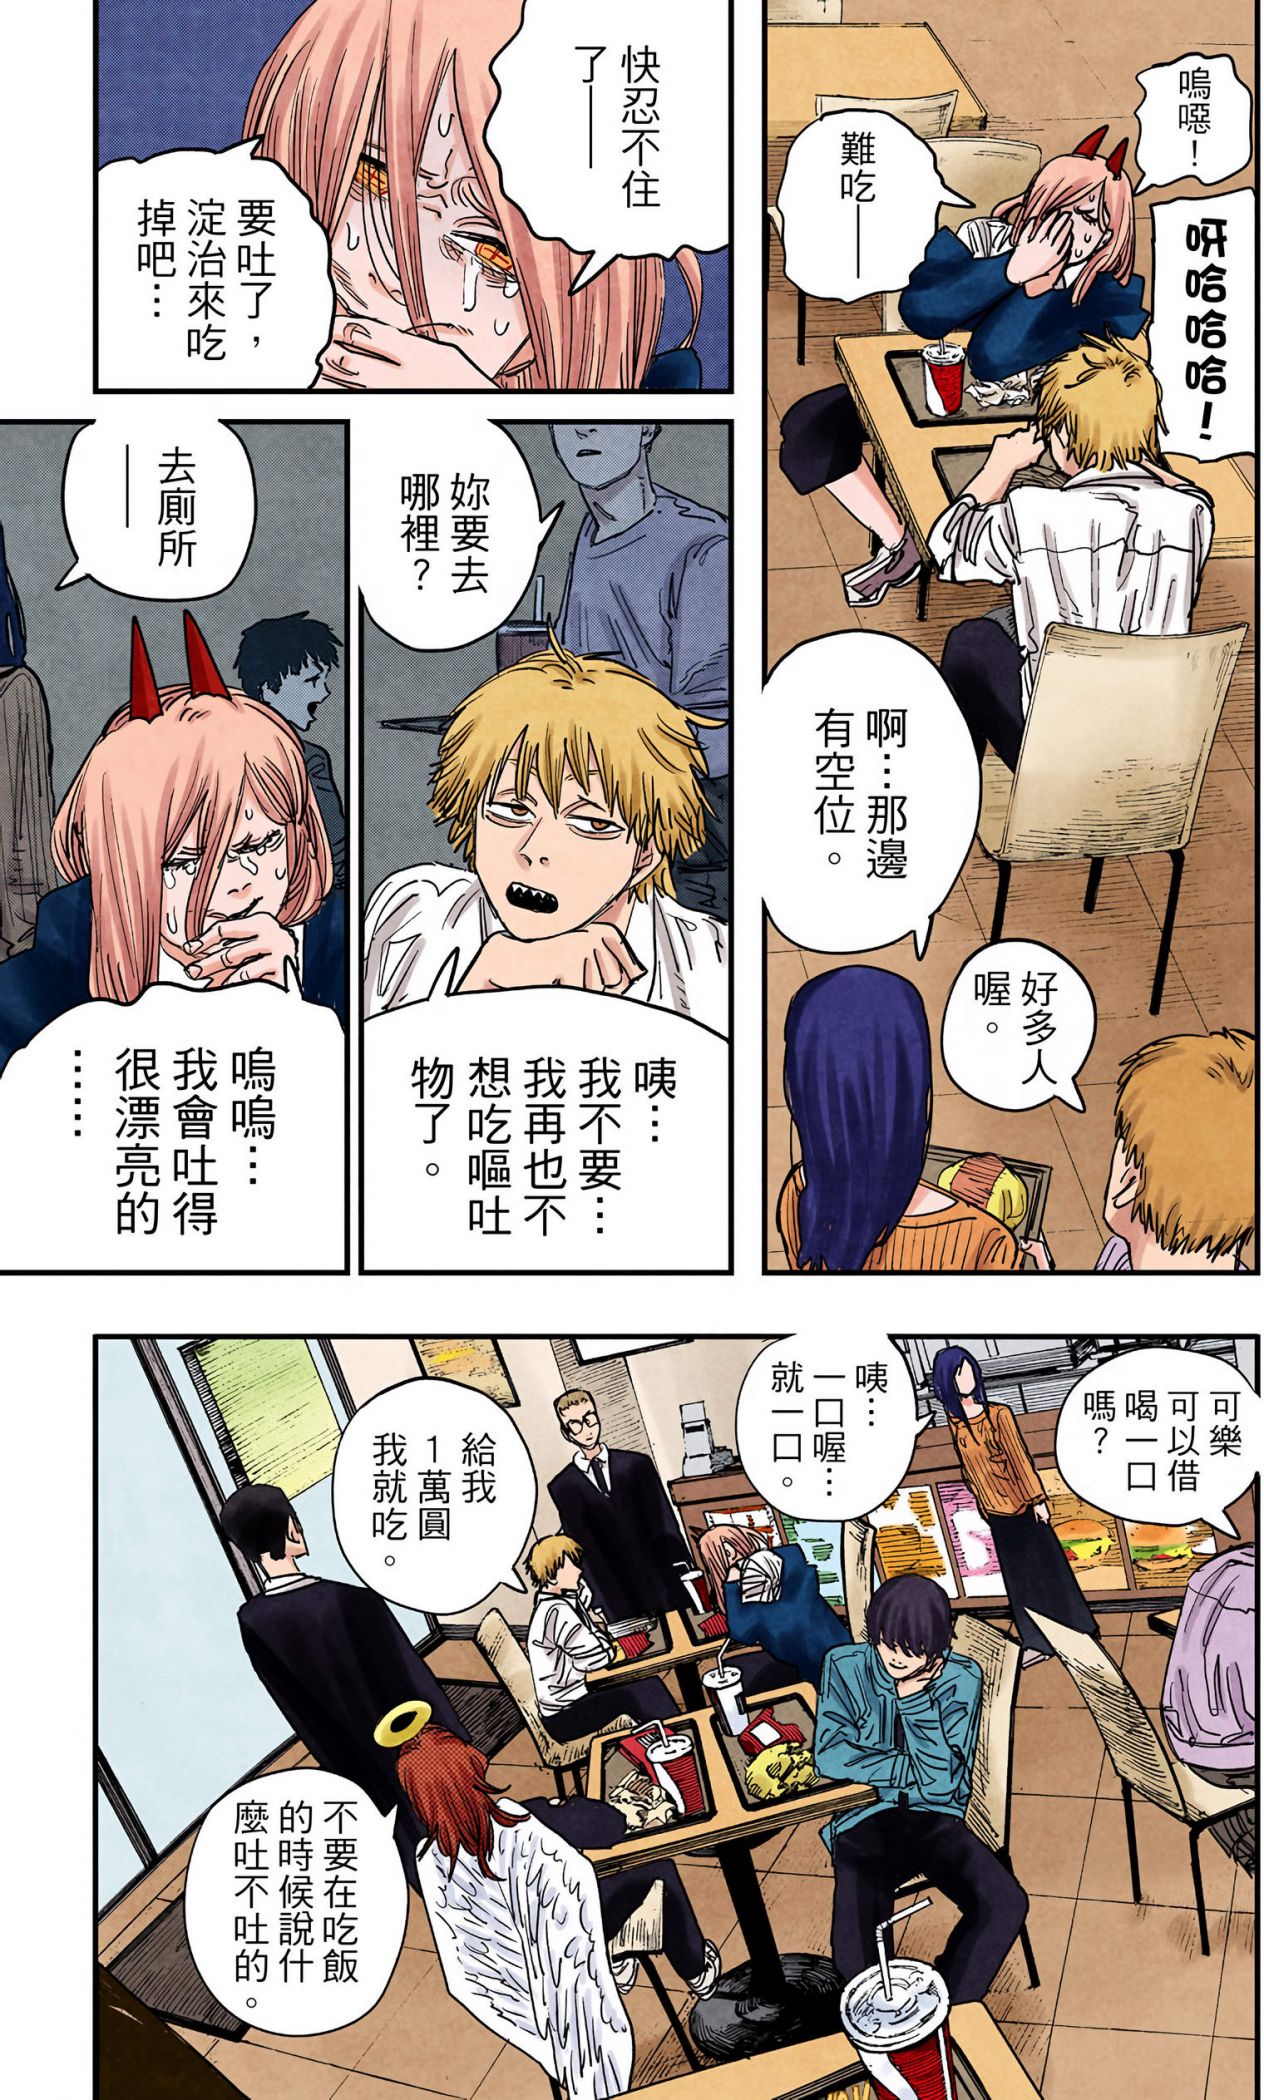 嗚噁！
難吃──
呀哈哈哈哈！
啊…那邊
有空位。
好多人
喔。
快忍不住
了──
要吐了，
淀治來吃
掉吧…
妳要去
哪裡？
咦…
我不要…
我再也不
想吃嘔吐
物了。
去廁所
──
嗚嗚…
我會吐得
很漂亮的
……
可樂
可以借
喝一口
嗎？
咦…
一口喔…
就一口。
給我
1萬圓
我就吃。
不要在吃飯
的時候說什
麼吐不吐的。